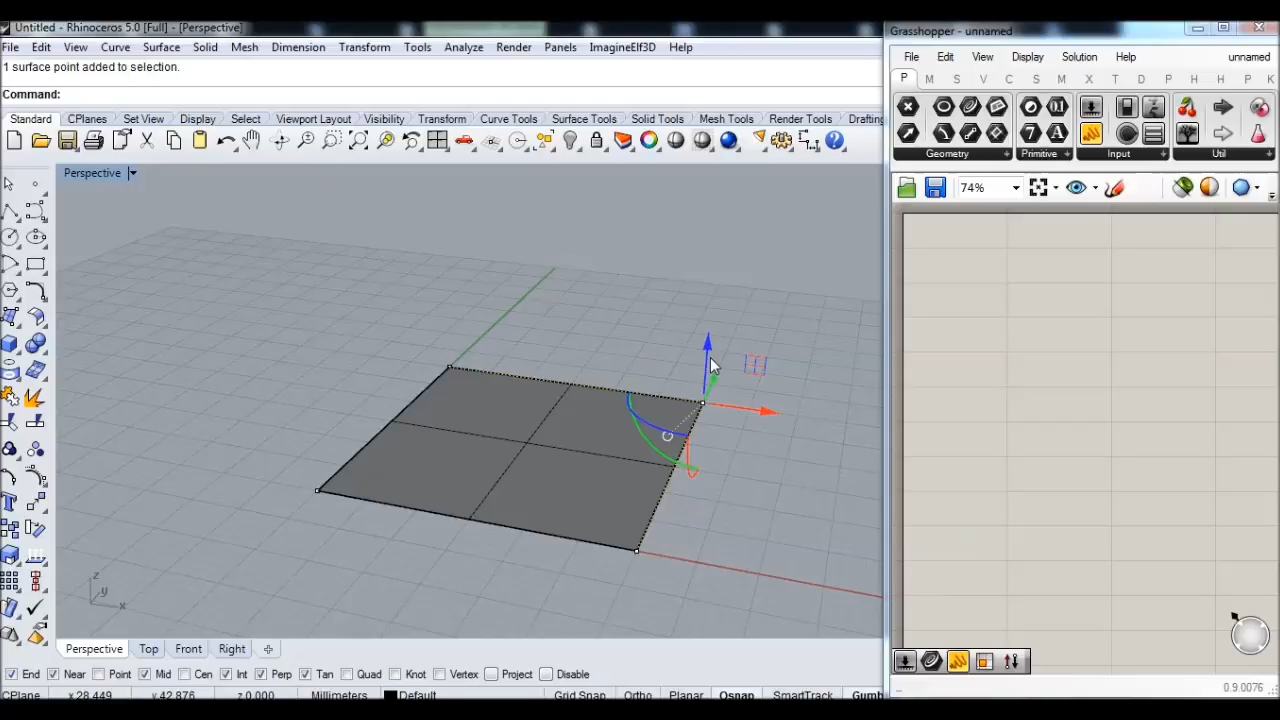 Untitled - Rhinoceros 5.0 [Full] - [Perspective]
File Edit View Curve Surface Solid Mesh Dimension Transform Tools Analyze Render Panels ImagineElf3D Help
1 surface point added to selection.
Command:
Standard CPlanes Set View Display Select Viewport Layout Visibility Transform Curve Tools Surface Tools Solid Tools Mesh Tools Render Tools Drafting
Perspective
z
y
x
Perspective Top Front Right
End Near Point Mid Cen Int Perp Tan Quad Knot Vertex Project Disable
CPlane x 28.449 y 42.876 z 0.000 Millimeters Default Grid Snap Ortho Planar Osnap SmartTrack Gumb
Grasshopper - unnamed
File Edit View Display Solution Help unnamed
P M S V C S M X T D P H H P K
Geometry Primitive Input Util
74%
0.9.0076